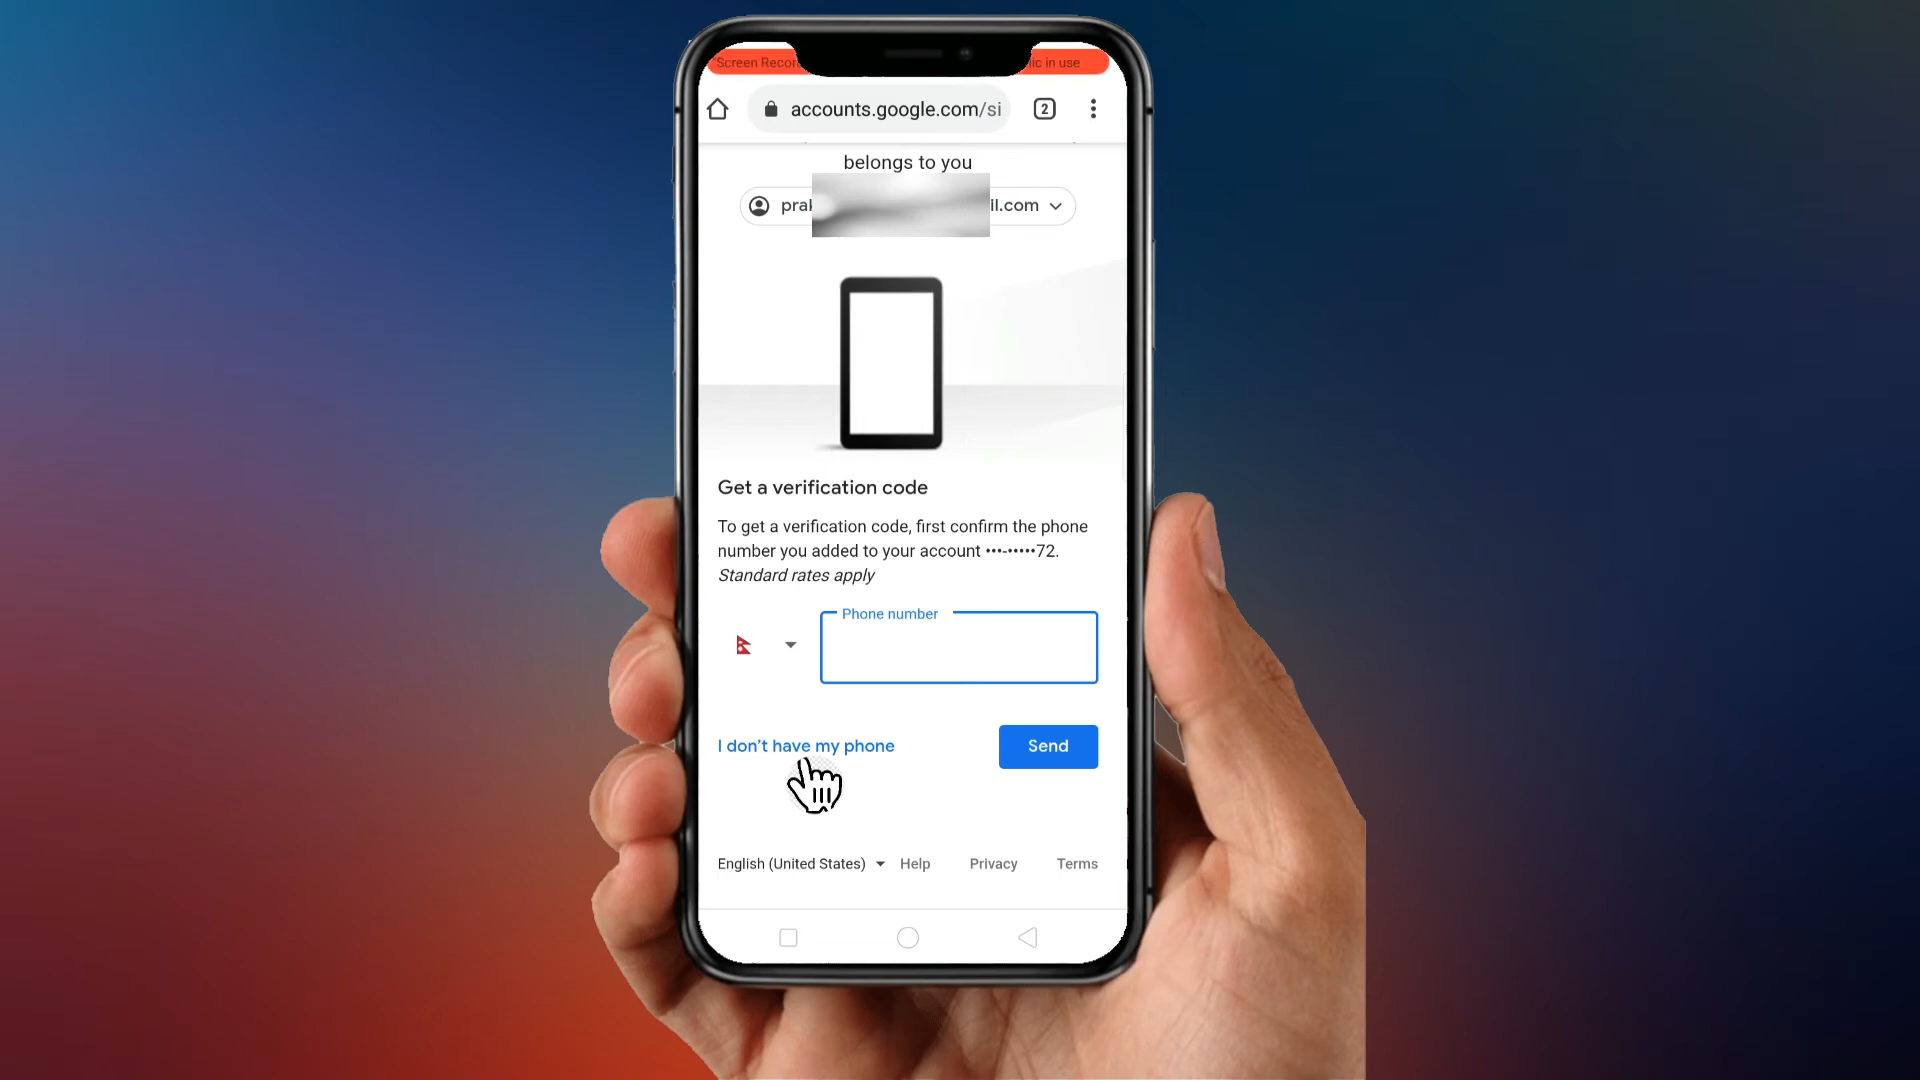 Screen Recor
ic in use
accounts.google.com/si
2
belongs to you
prak
il.com
Get a verification code
To get a verification code, first confirm the phone
number you added to your account •••-•••••72.
Standard rates apply
Phone number
I don't have my phone
Send
English (United States)
Help
Privacy
Terms